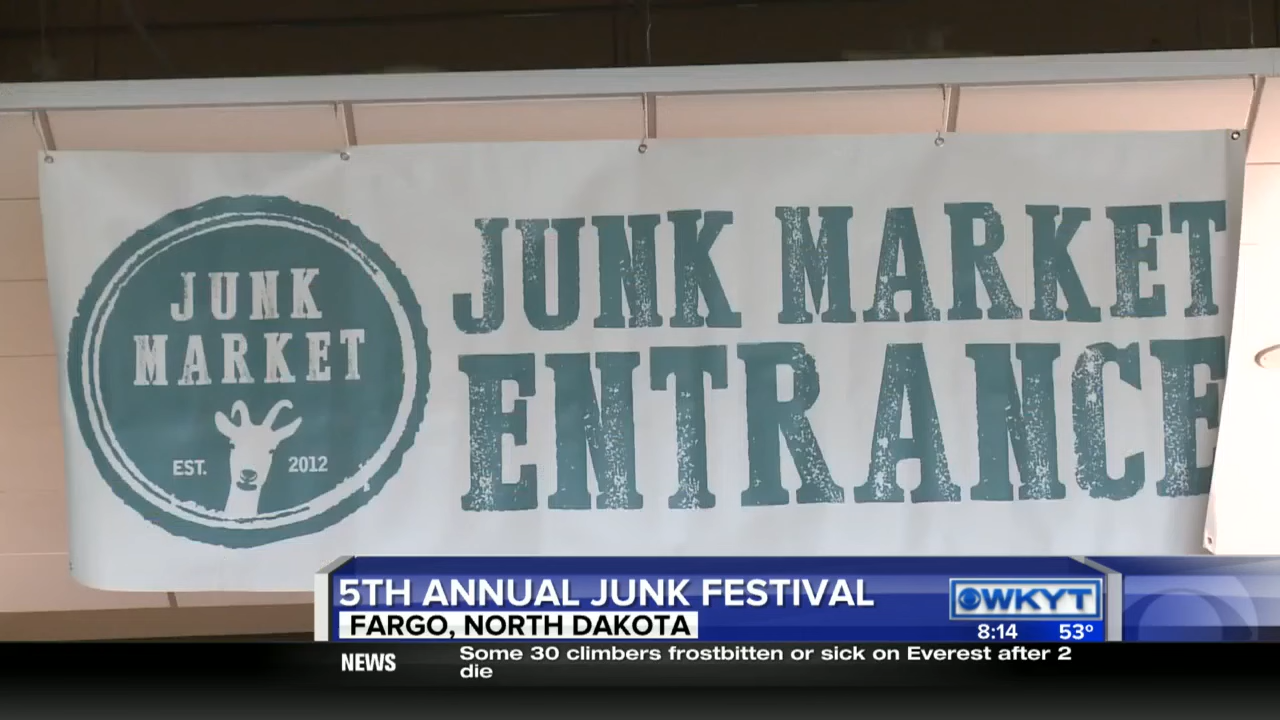 JUNK
MARKET
EST. 2012
JUNK MARKET
ENTRANCE
5TH ANNUAL JUNK FESTIVAL
FARGO, NORTH DAKOTA
WKYT
8:14 53°
NEWS
Some 30 climbers frostbitten or sick on Everest after 2
die